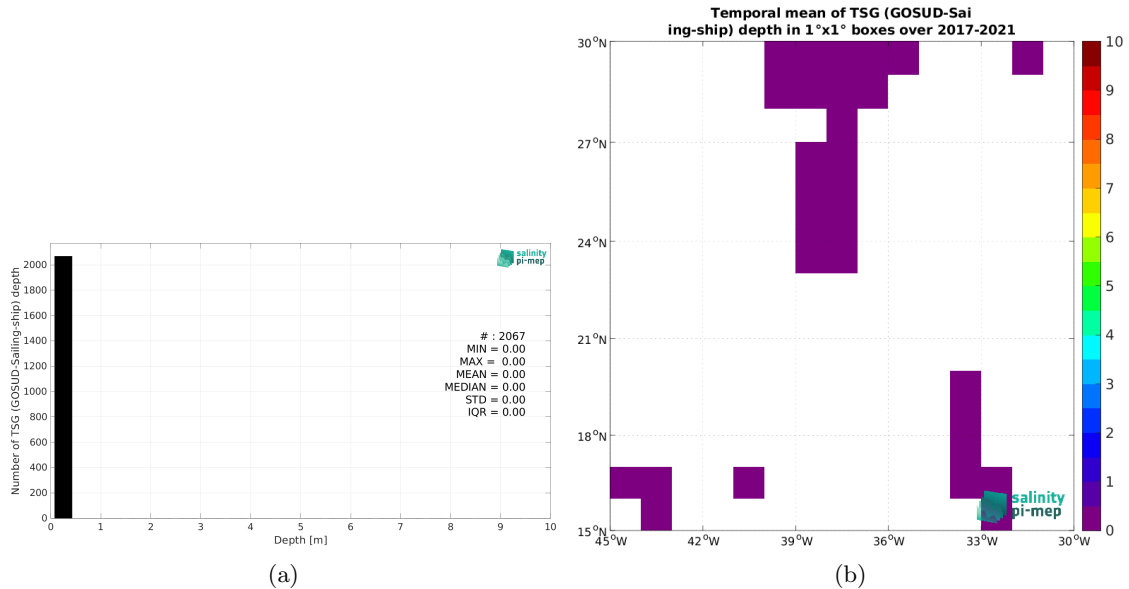 Number of TSG (GOSUD-Sailing-ship) depth
2000
1800
1600
1400
1200
1000
800
600
400
200
0
0 1 2 3 4 5 6 7 8 9 10
Depth [m]
salinity
pi-mep
# : 2067
MIN = 0.00
MAX = 0.00
MEAN = 0.00
MEDIAN = 0.00
STD = 0.00
IQR = 0.00
(a)
Temporal mean of TSG (GOSUD-Sai
ing-ship) depth in 1°x1° boxes over 2017-2021
30°N
27°N
24°N
21°N
18°N
15°N
45°W 42°W 39°W 36°W 33°W 30°W
salinity
pi-mep
10
9
8
7
6
5
4
3
2
1
0
(b)